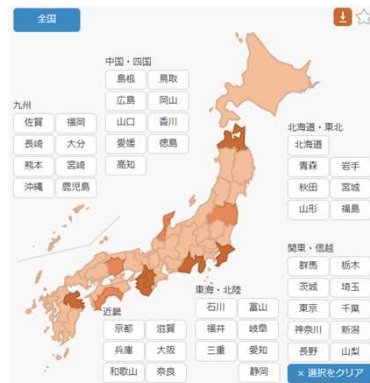 全国
中国・四国
島根 鳥取
広島 岡山
山口 香川
愛媛 徳島
高知
九州
佐賀 福岡
長崎 大分
熊本 宮崎
沖縄 鹿児島
北海道・東北
北海道
青森 岩手
秋田 宮城
山形 福島
関東・信越
群馬 栃木
茨城 埼玉
東京 千葉
神奈川 新潟
長野 山梨
東海・北陸
石川 富山
福井 岐阜
三重 愛知
静岡
近畿
京都 滋賀
兵庫 大阪
和歌山 奈良
× 選択をクリア